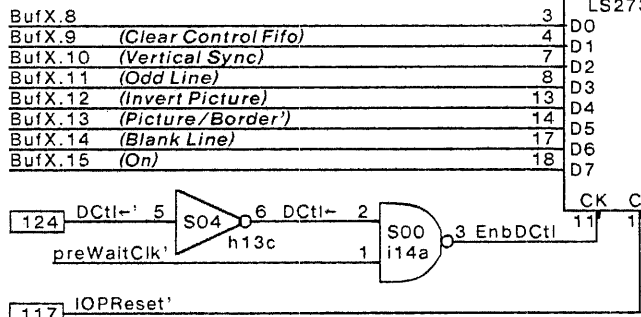 LS273
BufX.8 3 D0
BufX.9 (Clear Control Fifo) 4 D1
BufX.10 (Vertical Sync) 7 D2
BufX.11 (Odd Line) 8 D3
BufX.12 (Invert Picture) 13 D4
BufX.13 (Picture/Border') 14 D5
BufX.14 (Blank Line) 17 D6
BufX.15 (On) 18 D7
CK C
124 DCtl←' 5 S04 6 DCtl← 2 11 1
h13c S00 3 EnbDCtl
preWaitClk' 1 i14a
117 IOPReset'